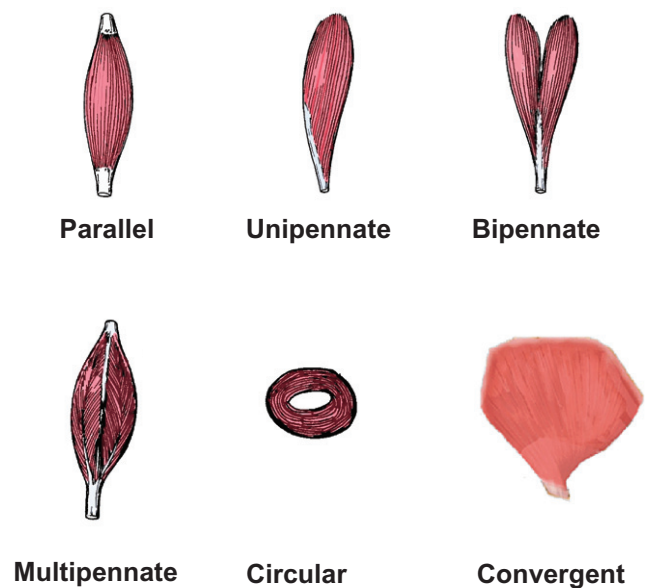 Parallel
Unipennate
Bipennate
Multipennate
Circular
Convergent